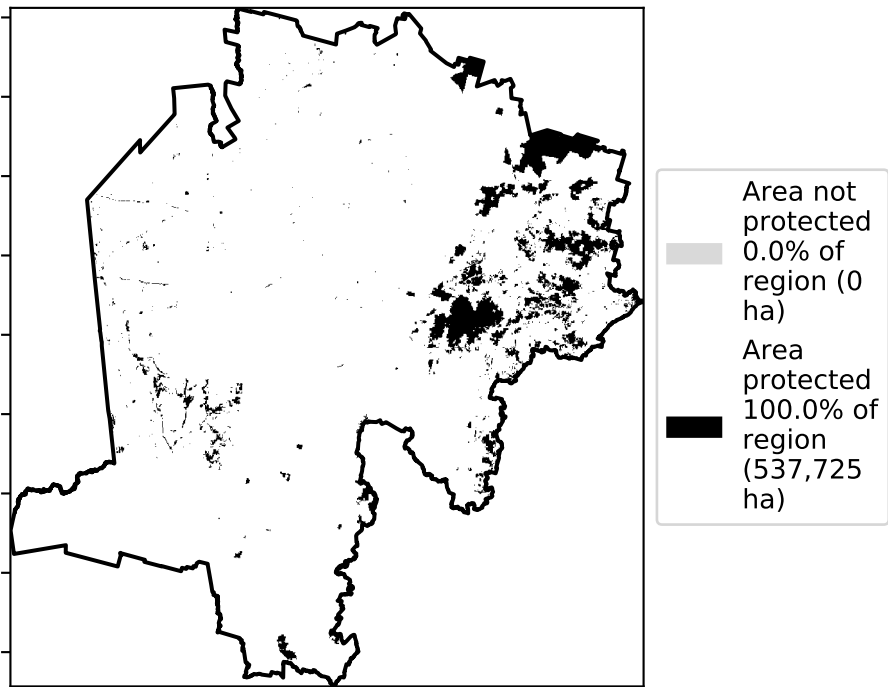 Area not
protected
0.0% of
region (0
ha)
Area
protected
100.0% of
region
(537,725
ha)